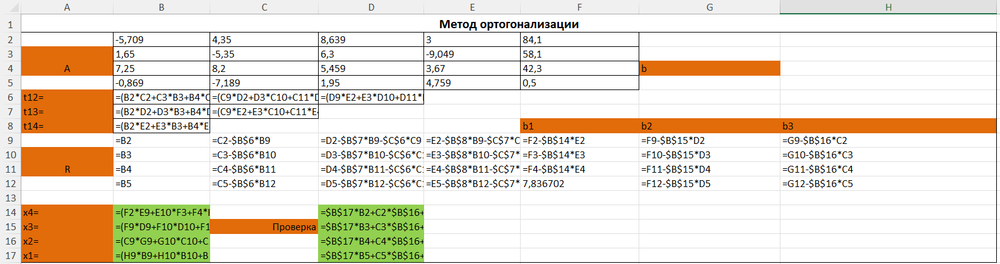 A B C D E F G H
1 Метод ортогонализации
2 -5,709 4,35 8,639 3 84,1
3 1,65 -5,35 6,3 -9,049 58,1
4 A 7,25 8,2 5,459 3,67 42,3 b
5 -0,869 -7,189 1,95 4,759 0,5
6 t12= =(B2*C2+C3*B3+B4*C =(C9*D2+D3*C10+C11*D =(D9*E2+E3*D10+D11*
7 t13= =(B2*D2+D3*B3+B4*D =(C9*E2+E3*C10+C11*E
8 t14= =(B2*E2+E3*B3+B4*E b1 b2 b3
9 =B2 =C2-$B$6*B9 =D2-$B$7*B9-$C$6*C9 =E2-$B$8*B9-$C$7*C =F2-$B$14*E2 =F9-$B$15*D2 =G9-$B$16*C2
10 =B3 =C3-$B$6*B10 =D3-$B$7*B10-$C$6*C1 =E3-$B$8*B10-$C$7* =F3-$B$14*E3 =F10-$B$15*D3 =G10-$B$16*C3
11 R =B4 =C4-$B$6*B11 =D4-$B$7*B11-$C$6*C1 =E4-$B$8*B11-$C$7* =F4-$B$14*E4 =F11-$B$15*D4 =G11-$B$16*C4
12 =B5 =C5-$B$6*B12 =D5-$B$7*B12-$C$6*C1 =E5-$B$8*B12-$C$7* 7,836702 =F12-$B$15*D5 =G12-$B$16*C5
13
14 x4= =(F2*E9+E10*F3+F4* =$B$17*B2+C2*$B$16+
15 x3= =(F9*D9+F10*D10+F1 Проверка =$B$17*B3+C3*$B$16+
16 x2= =(C9*G9+G10*C10+C =$B$17*B4+C4*$B$16+
17 x1= =(H9*B9+H10*B10+B =$B$17*B5+C5*$B$16+